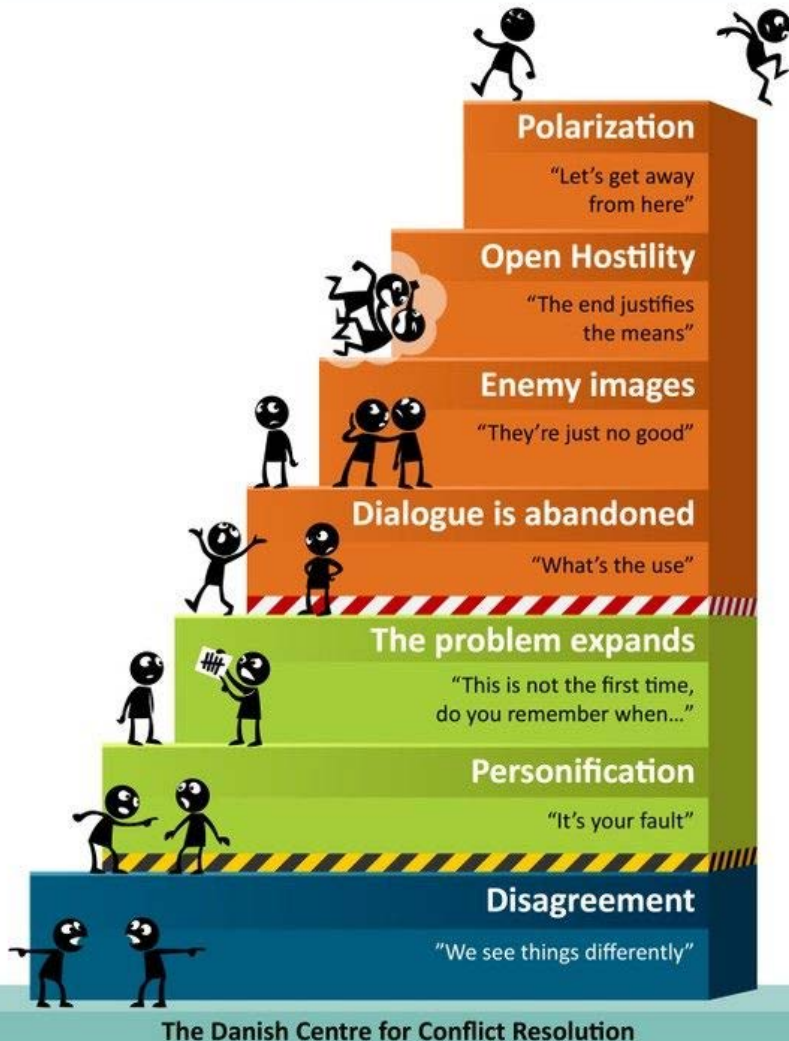 Polarization
“Let’s get away
from here”
Open Hostility
“The end justifies
the means”
Enemy images
“They’re just no good”
Dialogue is abandoned
“What’s the use”
The problem expands
“This is not the first time,
do you remember when...”
Personification
“It’s your fault”
Disagreement
”We see things differently”
The Danish Centre for Conflict Resolution